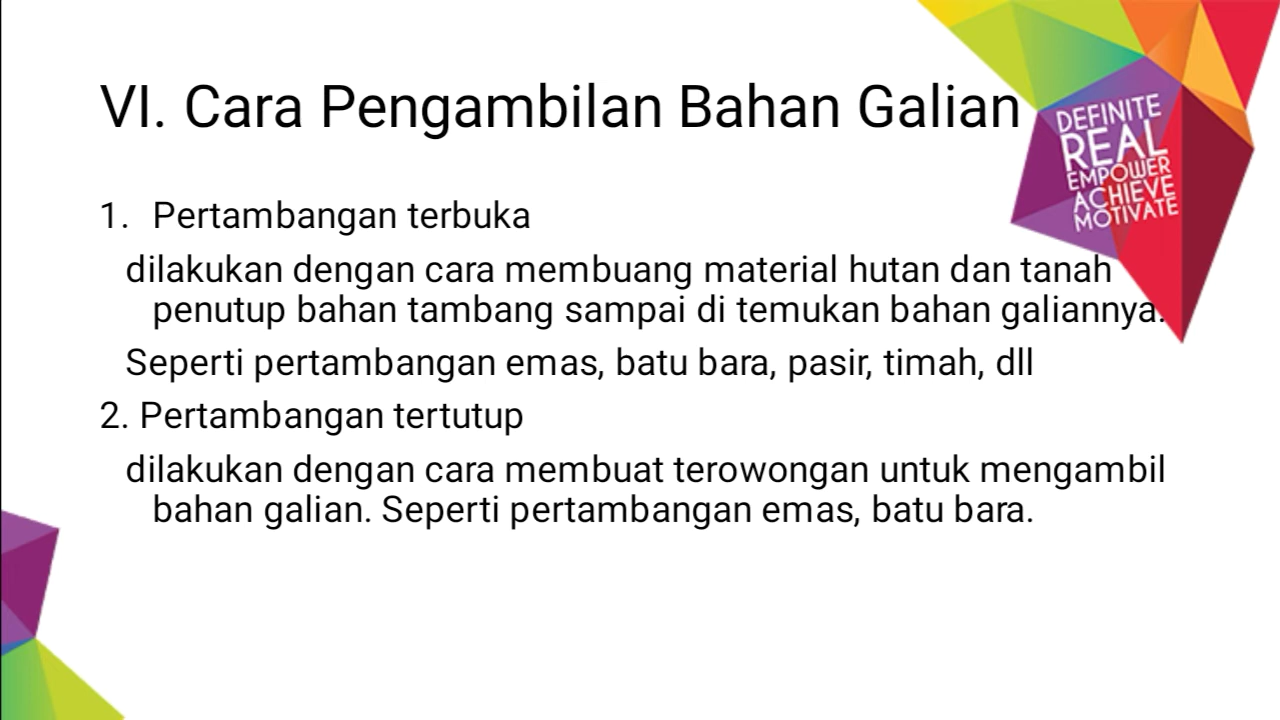 VI. Cara Pengambilan Bahan Galian
DEFINITE
REAL
EMPOWER
ACHIEVE
MOTIVATE
1. Pertambangan terbuka
dilakukan dengan cara membuang material hutan dan tanah
penutup bahan tambang sampai di temukan bahan galiannya.
Seperti pertambangan emas, batu bara, pasir, timah, dll
2. Pertambangan tertutup
dilakukan dengan cara membuat terowongan untuk mengambil
bahan galian. Seperti pertambangan emas, batu bara.